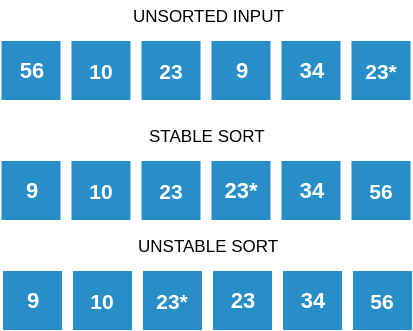 UNSORTED INPUT
56 10 23 9 34 23*
STABLE SORT
9 10 23 23* 34 56
UNSTABLE SORT
9 10 23* 23 34 56